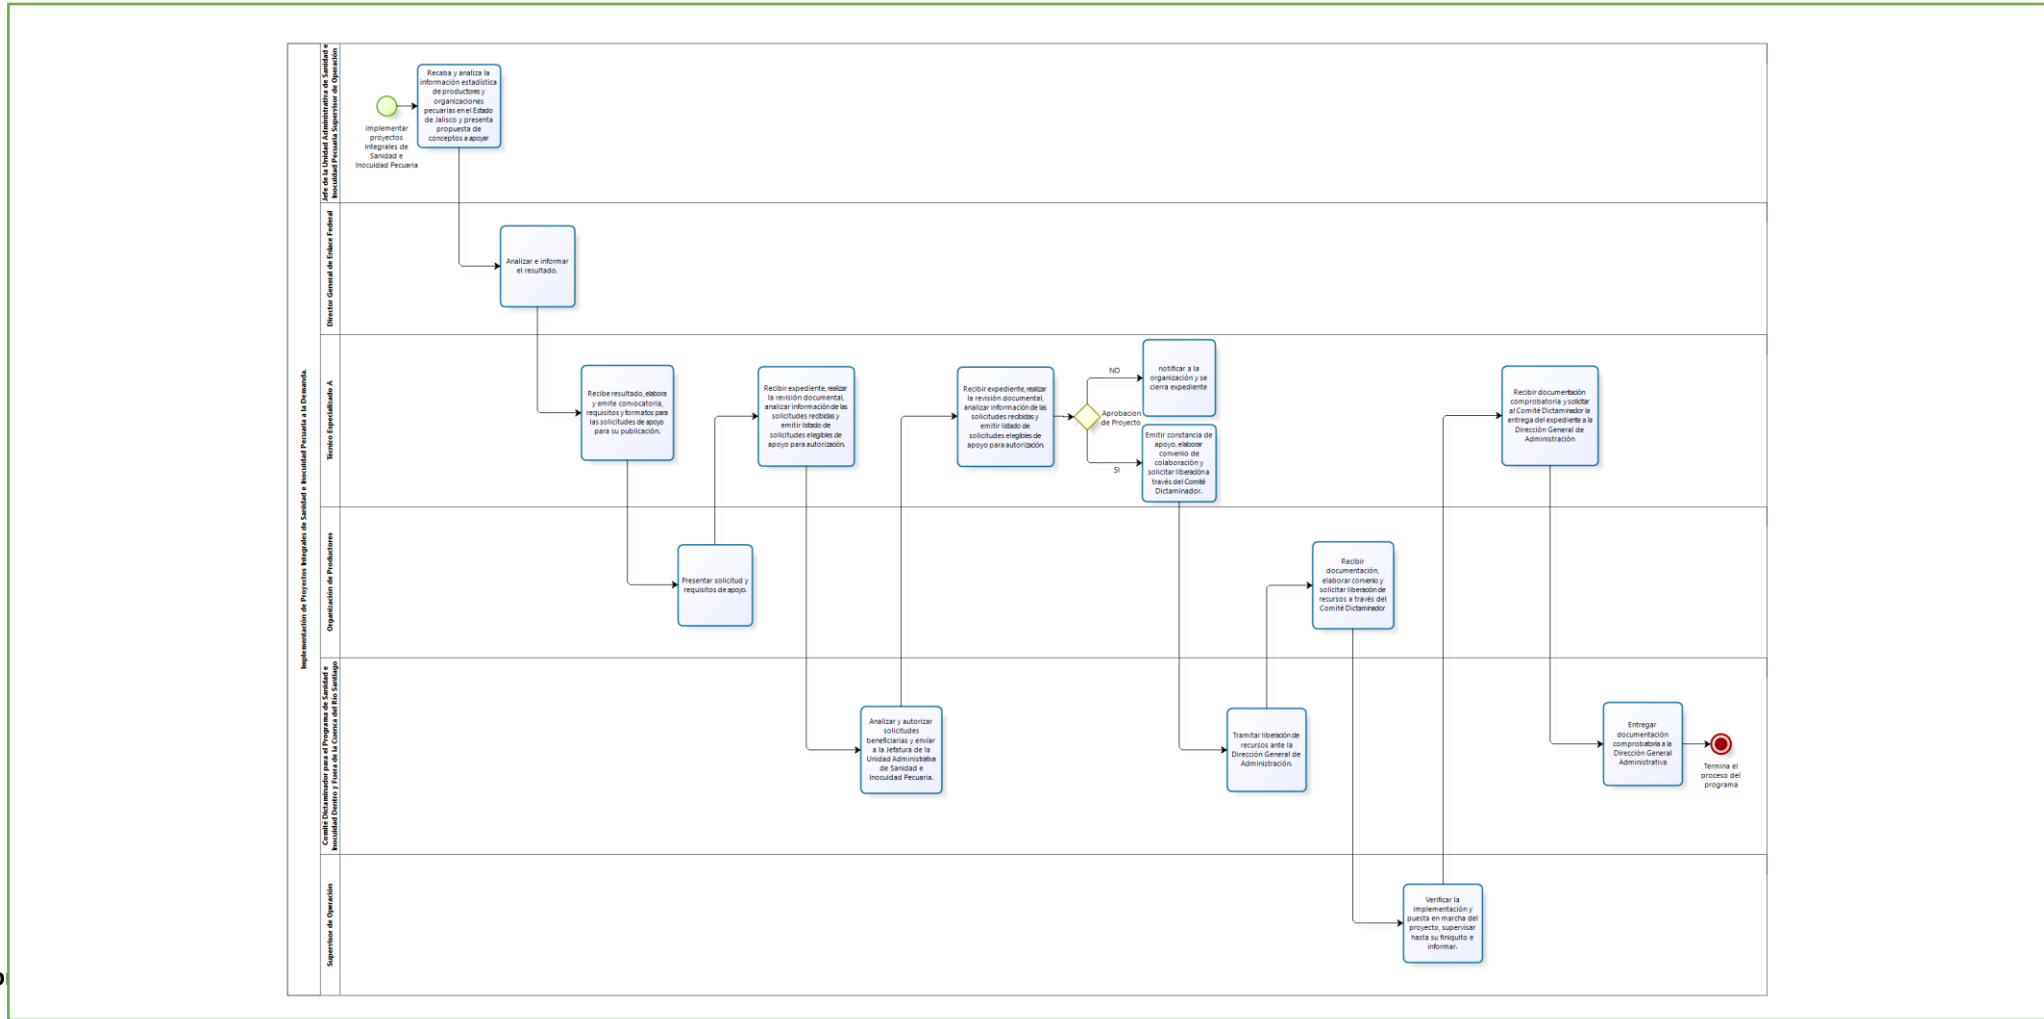 Implementación de Proyectos Integrales de Sanidad e Inocuidad Pecuaria a la Demanda.
Jefe de la Unidad Administrativa de Sanidad e
Inocuidad Pecuaria Supervisor de Operación
implementar
proyectos
Integrales de
Sanidad e
Inocuidad Pecuaria
Recaba y analiza la
información estadística
de productores y
organizaciones
pecuarias en el Estado
de Jalisco y presenta
propuesta de
conceptos a apoyer
Director General de Enlace Federal
Analizar e informar
el resultado.
Técnico Especializado A
Recibe resultado, elabora
y emite convocatoria,
requisitos y formatos para
las solicitudes de apoyo
para su publicación.
Recibir expediente, realizar
la revisión documental,
analizar información de las
solicitudes recibidas y
emitir listado de
solicitudes elegibles de
apoyo para autorización.
Recibir expediente, realizar
la revisión documental,
analizar información de las
solicitudes recibidas y
emitir listado de
solicitudes elegibles de
apoyo para autorización.
Aprobacion
de Proyecto
NO
notificar a la
organización y se
cierra expediente
SI
Emitir constancia de
apoyo, elaborar
convenio de
colaboración y
solicitar liberación a
través del Comité
Dictaminador.
Recibir documentación
comprobatoria y solicitar
al Comité Dictaminador la
entrega del expediente a la
Dirección General de
Administración
Organización de Productores
Presentar solicitud y
requisitos de apoyo.
Recibir
documentación,
elaborar convenio y
solicitar liberación de
recursos a través del
Comité Dictaminador
Comité Dictaminador para el Programa de Sanidad e
Inocuidad Dentro y Fuera de la Cuenca del Río Santiago
Analizar y autorizar
solicitudes
beneficiarias y enviar
a la Jefatura de la
Unidad Administrativa
de Sanidad e
Inocuidad Pecuaria.
Tramitar liberación de
recursos ante la
Dirección General de
Administración.
Entregar
documentación
comprobatoria a la
Dirección General
Administrativa
Termina el
proceso del
programa
Supervisor de Operación
Verificar la
implementación y
puesta en marcha del
proyecto, supervisar
hasta su finiquito e
informar.